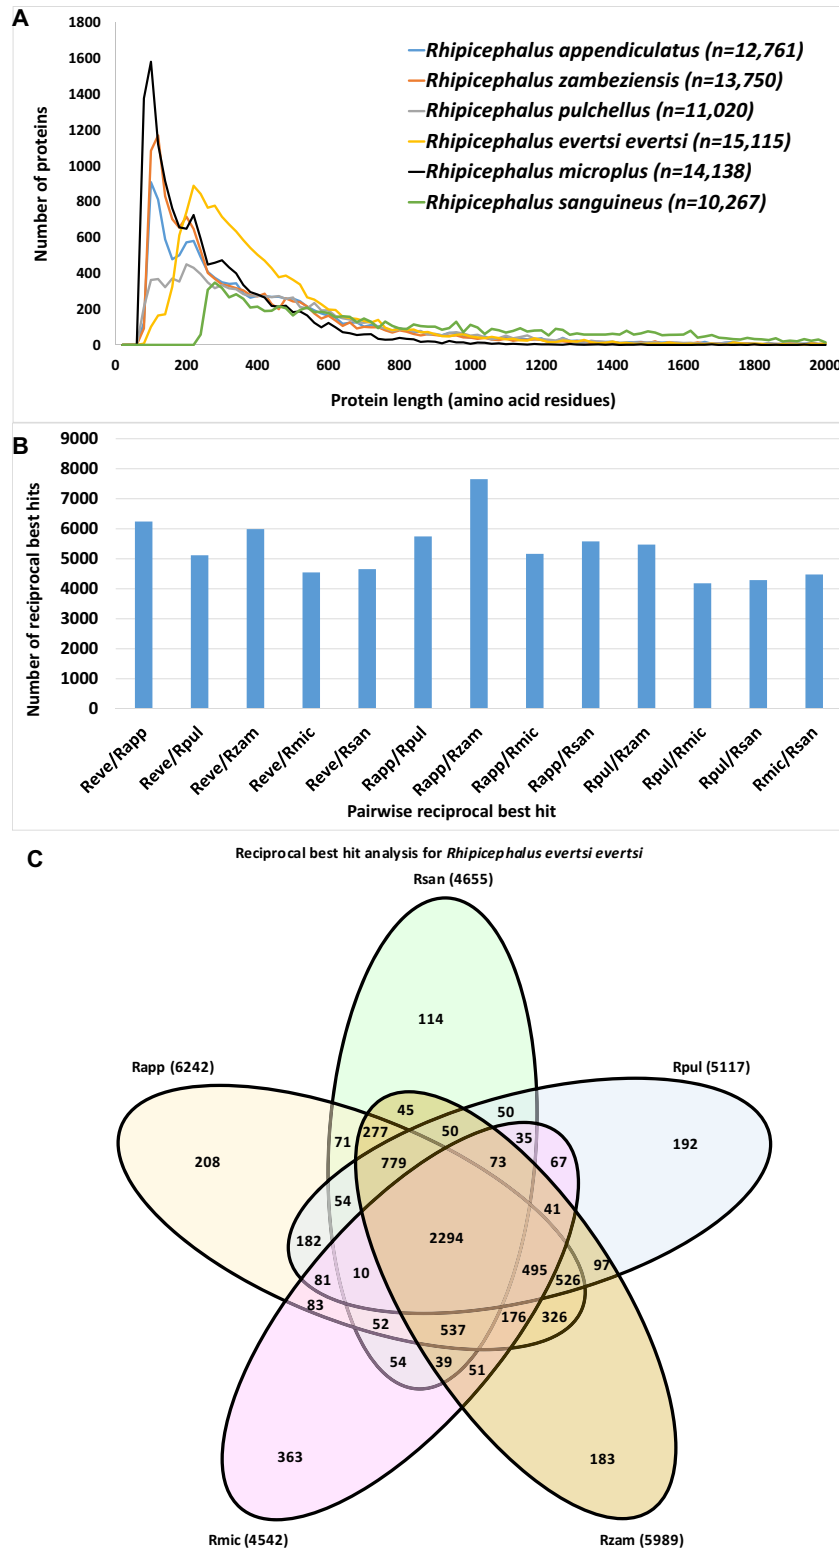 A
1800
1600
1400
1200
1000
800
600
400
200
0
Number of proteins
Rhipicephalus appendiculatus (n=12,761)
Rhipicephalus zambeziensis (n=13,750)
Rhipicephalus pulchellus (n=11,020)
Rhipicephalus evertsi evertsi (n=15,115)
Rhipicephalus microplus (n=14,138)
Rhipicephalus sanguineus (n=10,267)
0 200 400 600 800 1000 1200 1400 1600 1800 2000
Protein length (amino acid residues)
B
9000
8000
7000
6000
5000
4000
3000
2000
1000
0
Number of reciprocal best hits
Reve/Rapp
Reve/Rpul
Reve/Rzam
Reve/Rmic
Reve/Rsan
Rapp/Rpul
Rapp/Rzam
Rapp/Rmic
Rapp/Rsan
Rpul/Rzam
Rpul/Rmic
Rpul/Rsan
Rmic/Rsan
Pairwise reciprocal best hit
C
Reciprocal best hit analysis for Rhipicephalus evertsi evertsi
Rsan (4655)
114
Rapp (6242)
Rpul (5117)
45
50
277
50
35
71
192
208
779
73
67
54
41
182
2294
97
10
495
526
81
83
176
326
52
537
54
39
51
363
183
Rmic (4542)
Rzam (5989)